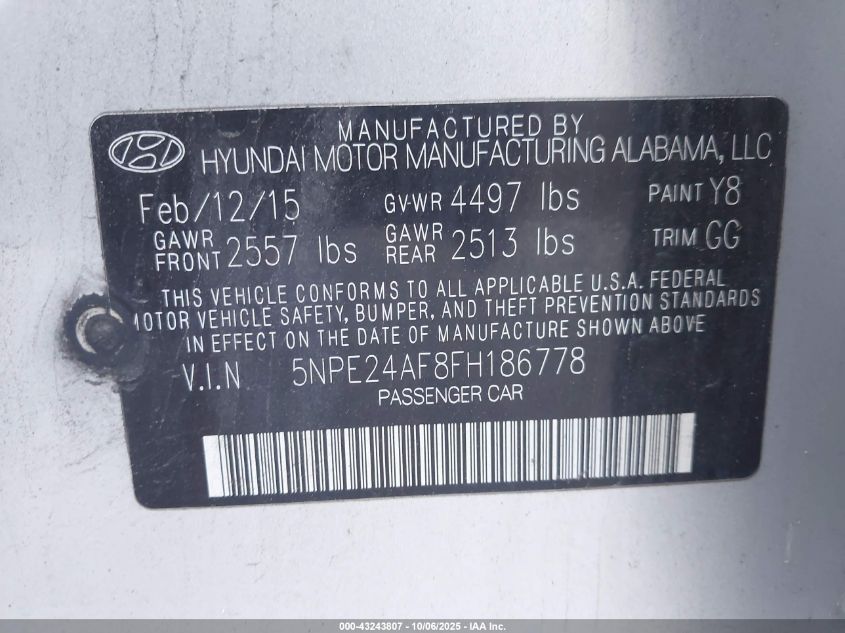 MANUFACTURED BY
HYUNDAI MOTOR MANUFACTURING ALABAMA, LLC
Feb/12/15 GVWR 4497 lbs PAINT Y8
GAWR FRONT 2557 lbs GAWR REAR 2513 lbs TRIM GG
THIS VEHICLE CONFORMS TO ALL APPLICABLE U.S.A. FEDERAL
MOTOR VEHICLE SAFETY, BUMPER, AND THEFT PREVENTION STANDARDS
IN EFFECT ON THE DATE OF MANUFACTURE SHOWN ABOVE
V.I.N 5NPE24AF8FH186778
PASSENGER CAR
000-43243807 - 10/06/2025 - IAA Inc.